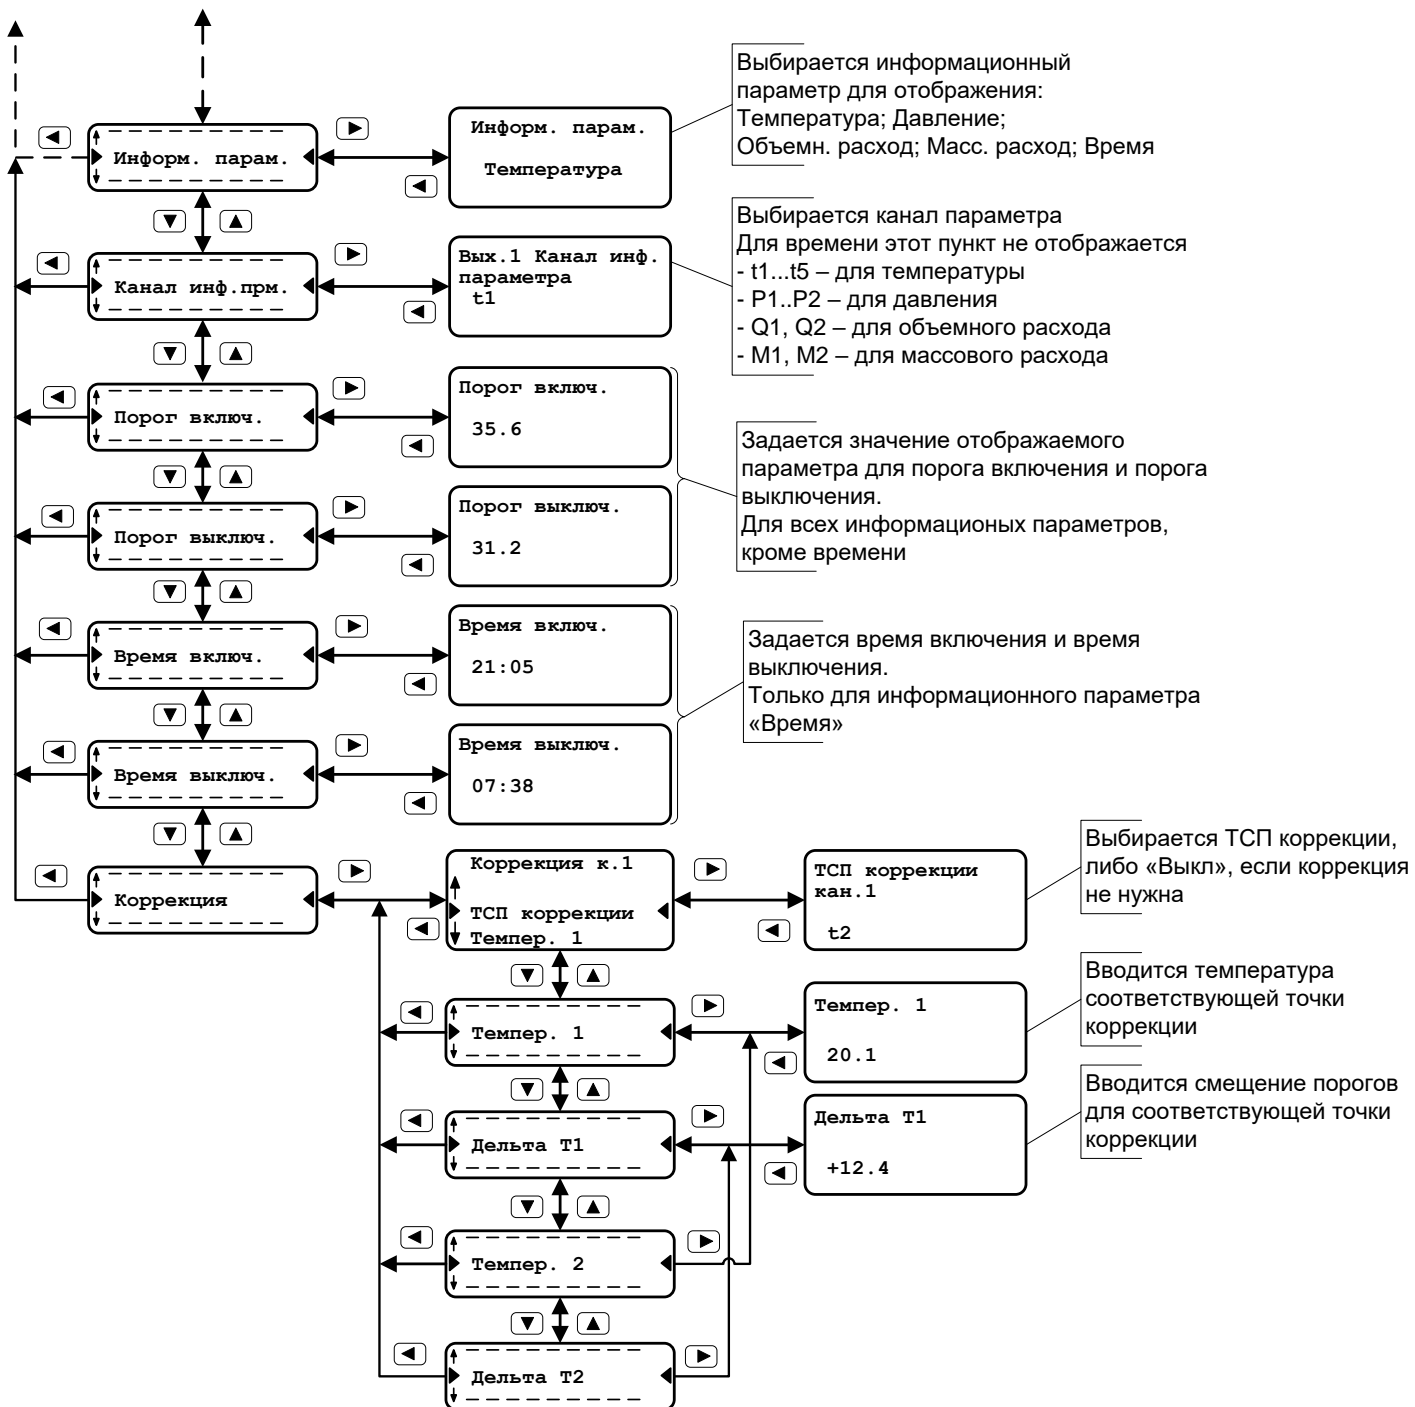 Информ. парам.
Информ. парам.
Температура
Выбирается информационный
параметр для отображения:
Температура; Давление;
Объемн. расход; Масс. расход; Время
Канал инф.прм.
Вых.1 Канал инф.
параметра
t1
Выбирается канал параметра
Для времени этот пункт не отображается
- t1...t5 – для температуры
- P1..P2 – для давления
- Q1, Q2 – для объемного расхода
- M1, M2 – для массового расхода
Порог включ.
Порог включ.
35.6
Порог выключ.
Порог выключ.
31.2
Задается значение отображаемого
параметра для порога включения и порога
выключения.
Для всех информационых параметров,
кроме времени
Время включ.
Время включ.
21:05
Время выключ.
Время выключ.
07:38
Задается время включения и время
выключения.
Только для информационного параметра
«Время»
Коррекция
Коррекция к.1
ТСП коррекции
Темпер. 1
ТСП коррекции
кан.1
t2
Выбирается ТСП коррекции,
либо «Выкл», если коррекция
не нужна
Темпер. 1
Темпер. 1
20.1
Вводится температура
соответствующей точки
коррекции
Дельта Т1
Дельта Т1
+12.4
Вводится смещение порогов
для соответствующей точки
коррекции
Темпер. 2
Дельта Т2